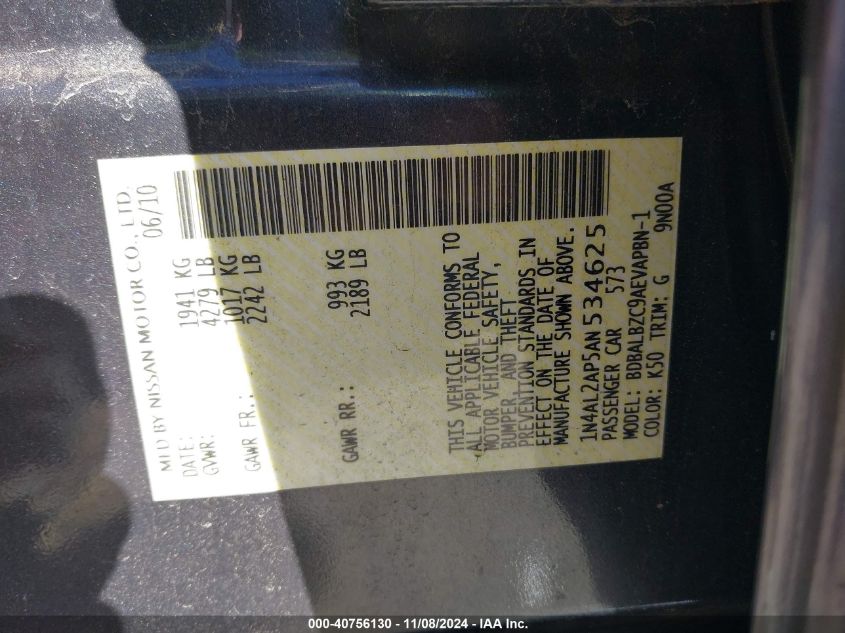 MFD BY NISSAN MOTOR CO., LTD.
DATE: 06/10
GVWR: 1941 KG
4279 LB
GAWR FR.: 1017 KG
2242 LB
GAWR RR.: 993 KG
2189 LB
THIS VEHICLE CONFORMS TO
ALL APPLICABLE FEDERAL
MOTOR VEHICLE SAFETY,
BUMPER, AND THEFT
PREVENTION STANDARDS IN
EFFECT ON THE DATE OF
MANUFACTURE SHOWN ABOVE.
1N4AL2AP5AN534625
PASSENGER CAR 573
MODEL: BDBALBZC9AEVAPBN-1
COLOR: K50 TRIM: G 9N00A
000-40756130 - 11/08/2024 - IAA Inc.